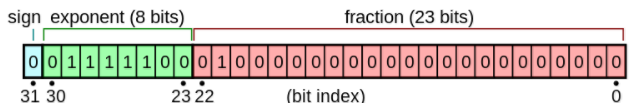 sign exponent (8 bits) fraction (23 bits)
0 0 1 1 1 1 1 0 0 0 1 0 0 0 0 0 0 0 0 0 0 0 0 0 0 0 0 0 0 0 0 0
31 30 23 22 (bit index) 0